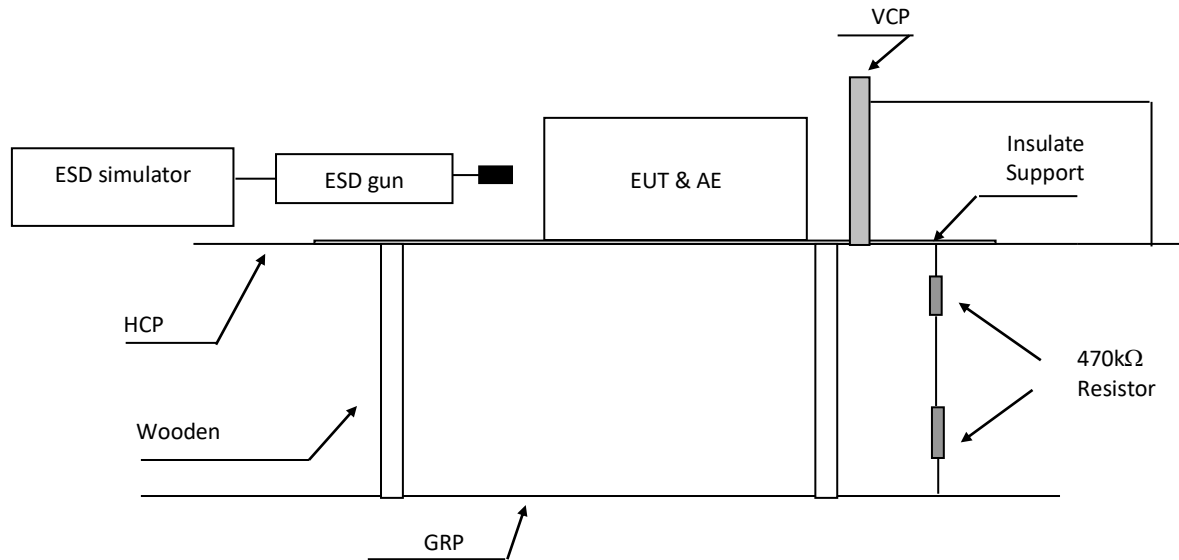 VCP
ESD simulator
ESD gun
EUT & AE
Insulate
Support
HCP
470kΩ
Resistor
Wooden
GRP